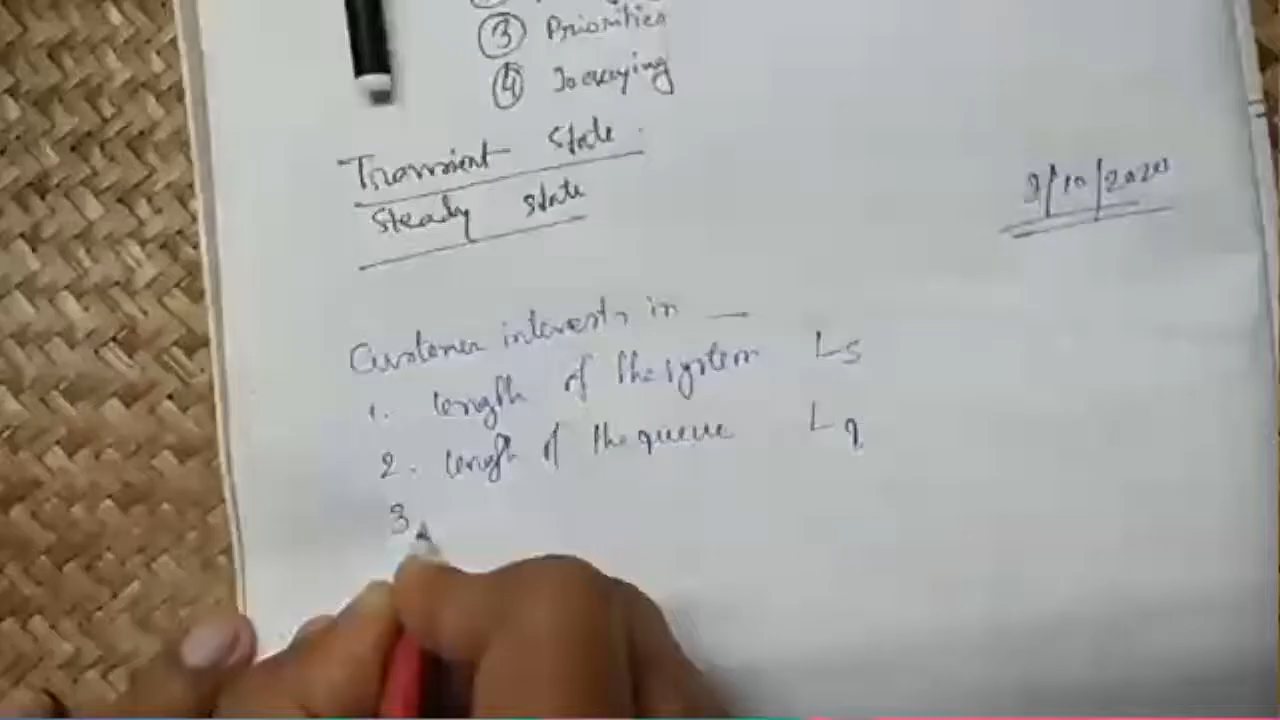 ③ Priorities
④ Jockeying
Transient state.
Steady state
9/10/2020
Customer interests in —
1. length of the system Ls
2. length of the queue Lq
3.